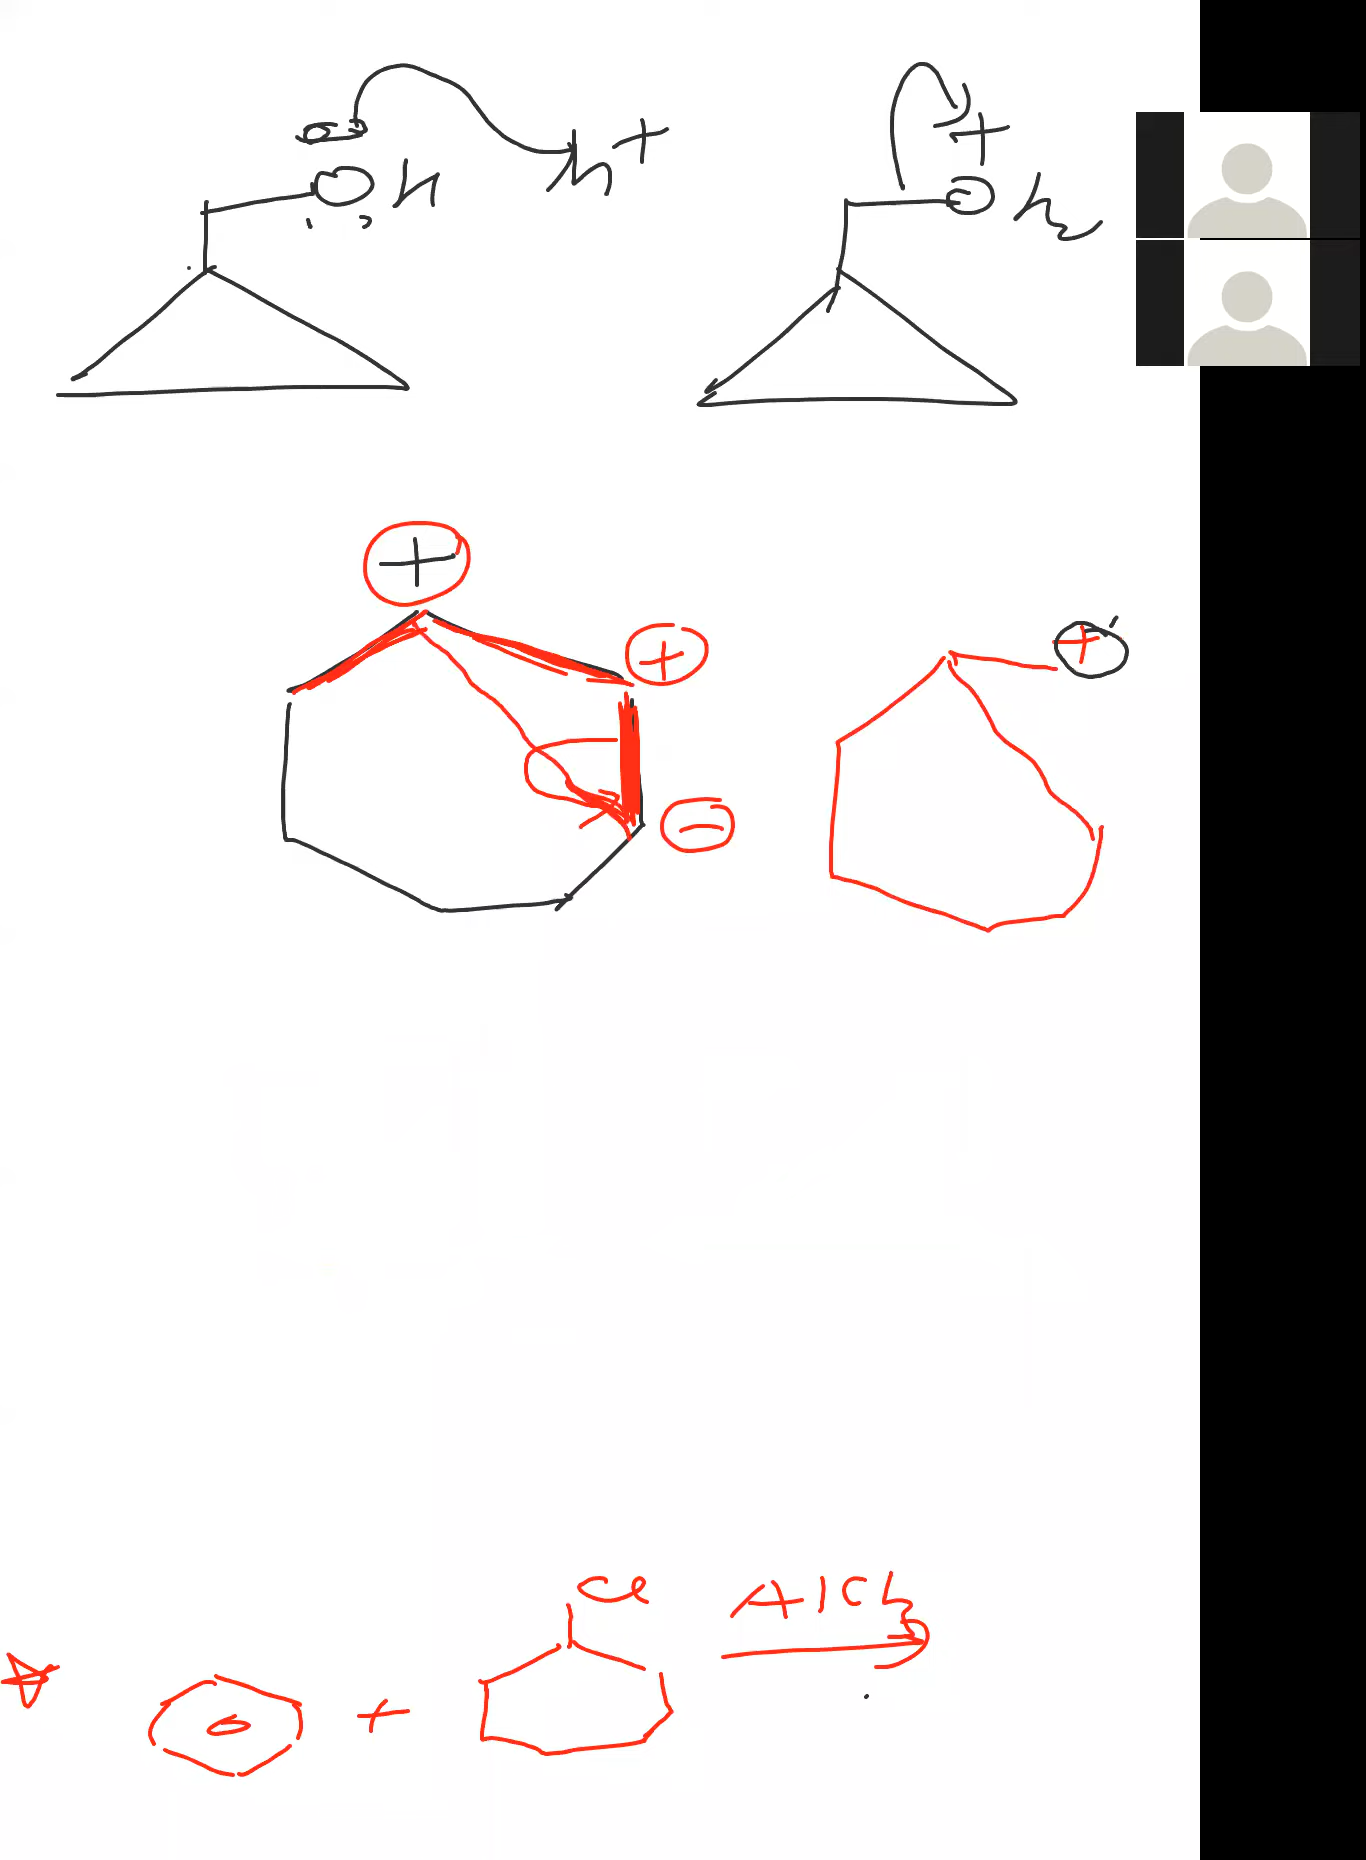 OH H+ + OH2
+
+ +
−
Cl AlCl3
+